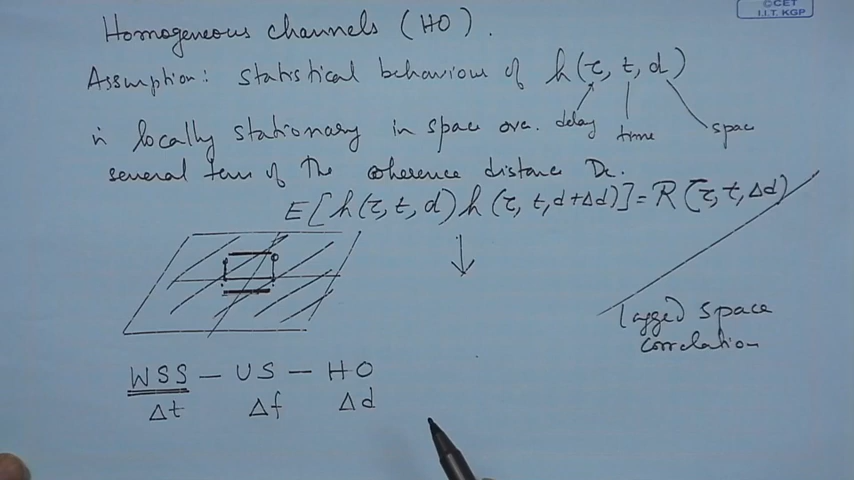 ©CET
I.I.T. KGP
Homogeneous channels (HO).
Assumption: statistical behaviour of h(τ, t, d)
is locally stationary in space over delay time space
several tens of the coherence distance Dc.
E[h(τ, t, d) h(τ, t, d+Δd)] = R(τ, t, Δd)
lagged space
correlation
WSS – US – HO
Δt Δf Δd